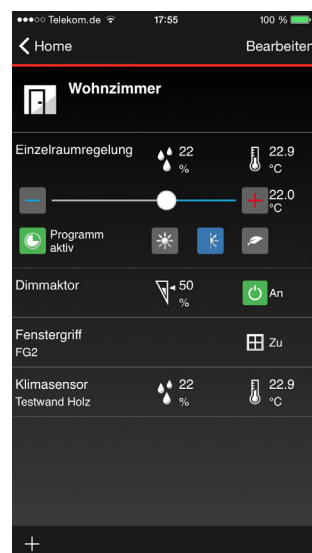 Telekom.de 17:55 100 %
Home Bearbeiten
Wohnzimmer
Einzelraumregelung 22 % 22.9 °C
22.0 °C
Programm
aktiv
Dimmaktor 50 % An
Fenstergriff
FG2
Zu
Klimasensor 22 % 22.9 °C
Testwand Holz